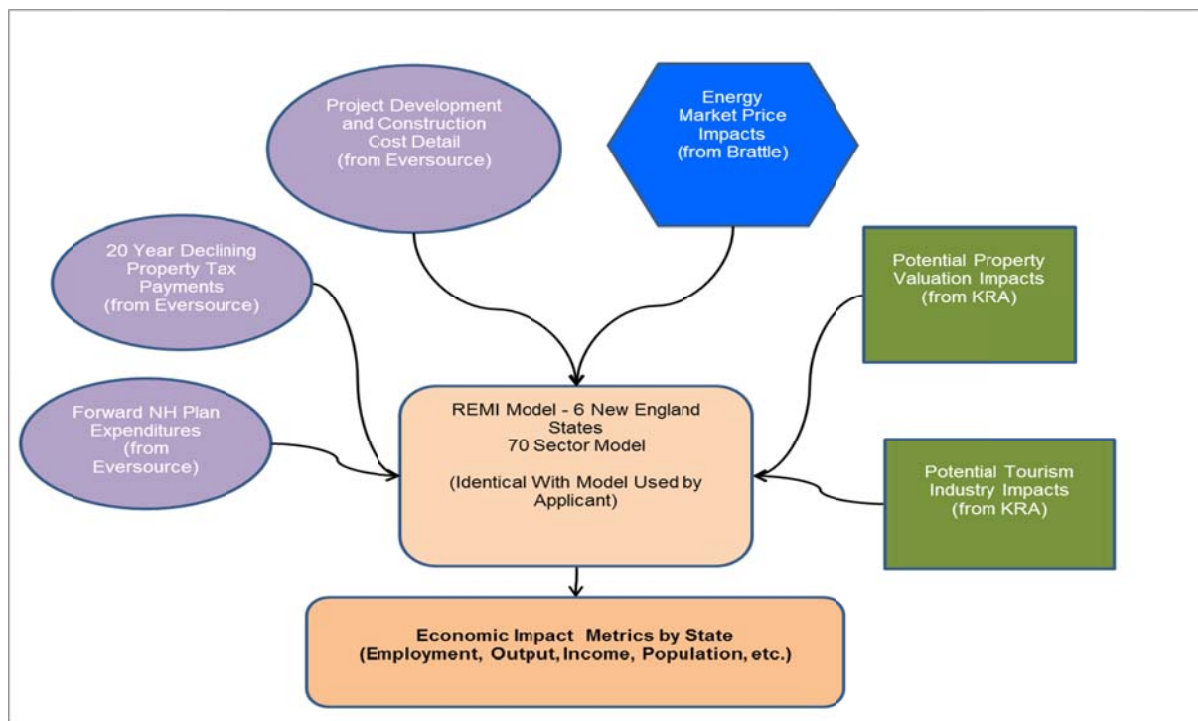 Project Development
and Construction
Cost Detail
(from Eversource)
Energy
Market Price
Impacts
(from Brattle)
20 Year Declining
Property Tax
Payments
(from Eversource)
Potential Property
Valuation Impacts
(from KRA)
Forward NH Plan
Expenditures
(from
Eversource)
REMI Model - 6 New England
States
70 Sector Model
(Identical With Model Used by
Applicant)
Potential Tourism
Industry Impacts
(from KRA)
Economic Impact Metrics by State
(Employment, Output, Income, Population, etc.)